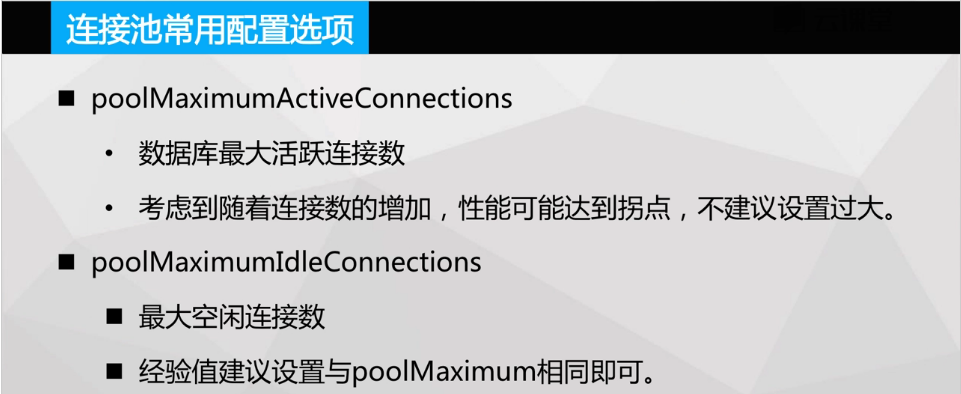 连接池常用配置选项
■ poolMaximumActiveConnections
• 数据库最大活跃连接数
• 考虑到随着连接数的增加，性能可能达到拐点，不建议设置过大。
■ poolMaximumIdleConnections
■ 最大空闲连接数
■ 经验值建议设置与poolMaximum相同即可。